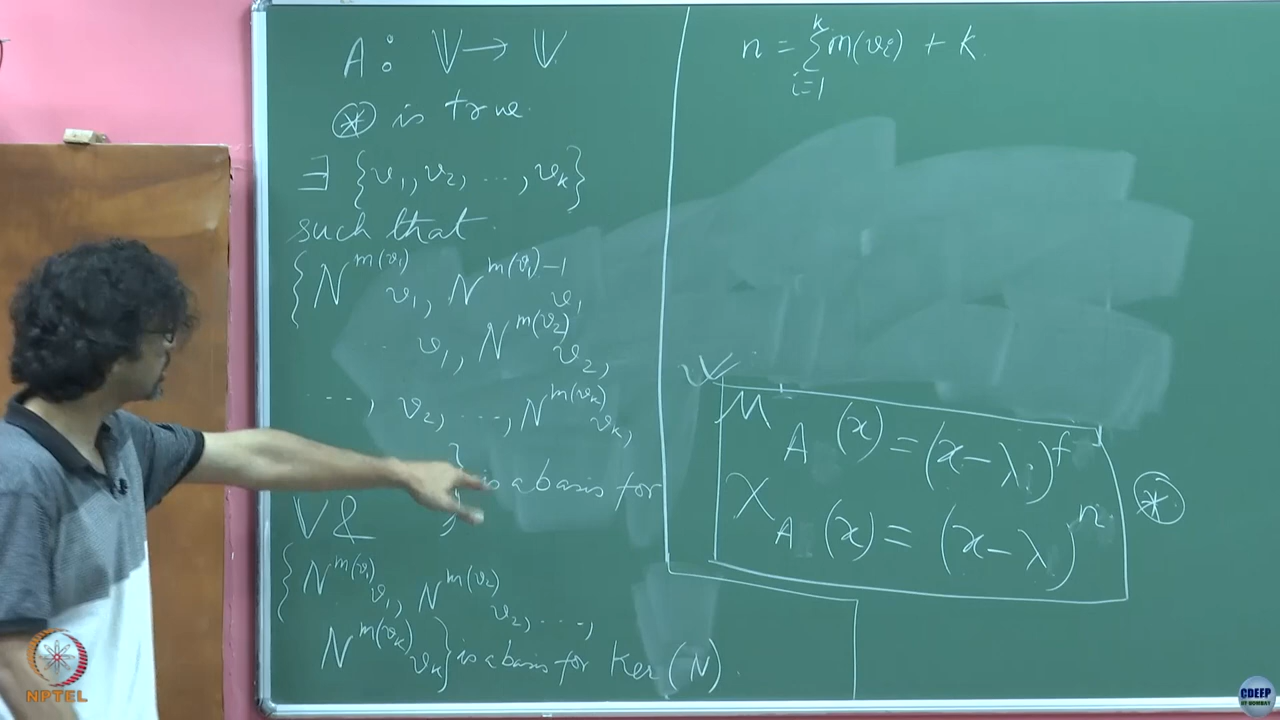 A : 𝕍 → 𝕍
⊛ is true.
∃ {v₁, v₂, ..., vₖ}
such that
{N^{m(v₁)} v₁, N^{m(v₁)-1} v₁
... v₁, N^{m(v₂)} v₂,
..., v₂, ..., N^{m(vₖ)} vₖ,
} is a basis for
𝕍 &
{N^{m(v₁)} v₁, N^{m(v₂)} v₂, ...,
N^{m(vₖ)} vₖ} is a basis for Ker (N).
n = ∑_{i=1}^{k} m(vᵢ) + k.
M_A (x) = (x - λ)^f
χ_A (x) = (x - λ)^n ⊛
NPTEL
CDEEP
IIT BOMBAY